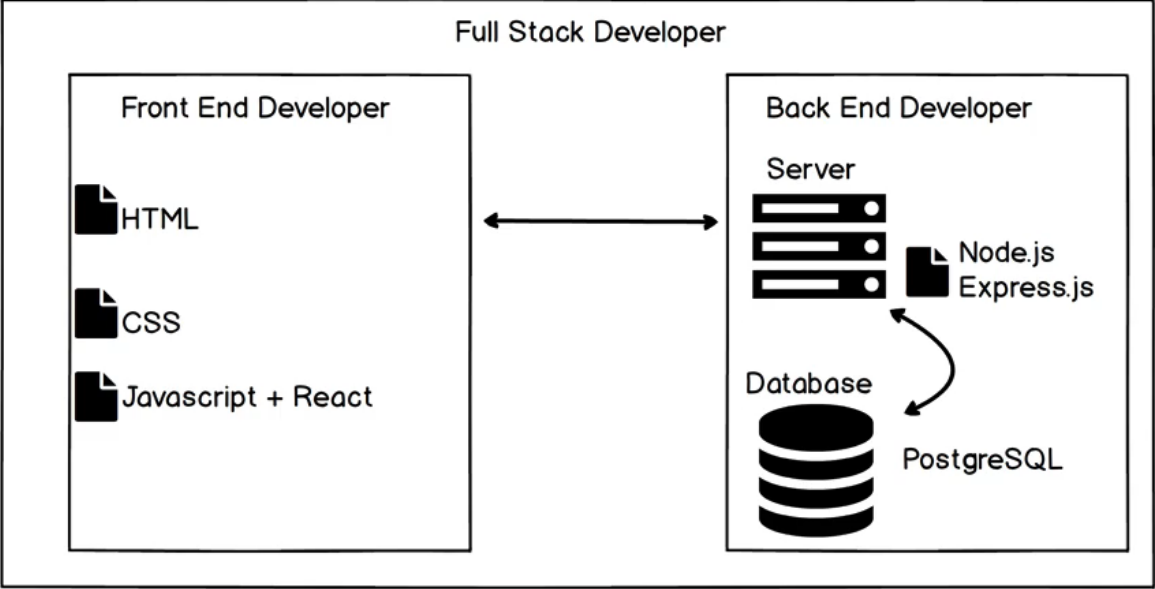 Full Stack Developer
Front End Developer
HTML
CSS
Javascript + React
Back End Developer
Server
Node.js
Express.js
Database
PostgreSQL